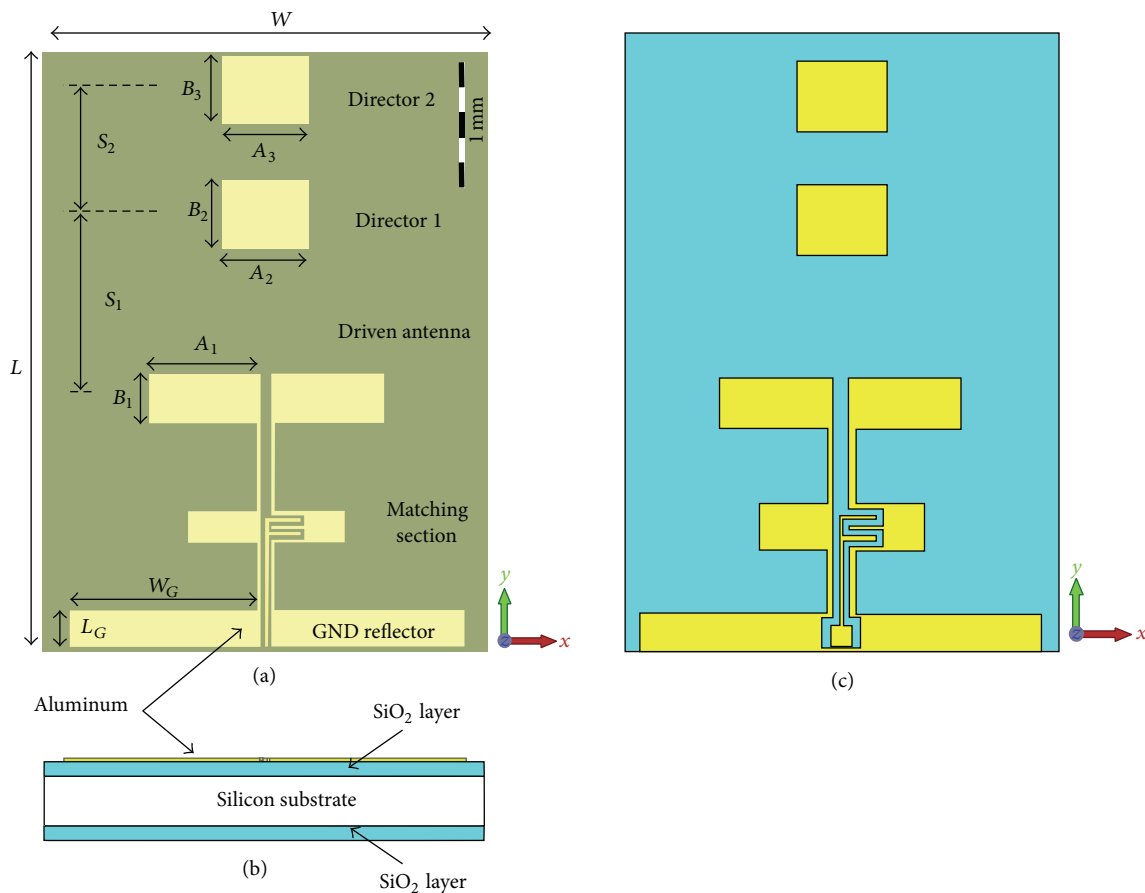 W
B3
Director 2
1 mm
A3
S2
B2
Director 1
A2
S1
Driven antenna
A1
L
B1
Matching
section
WG
LG
GND reflector
y
z
x
(a)
Aluminum
SiO2 layer
Silicon substrate
(b)
SiO2 layer
y
z
x
(c)